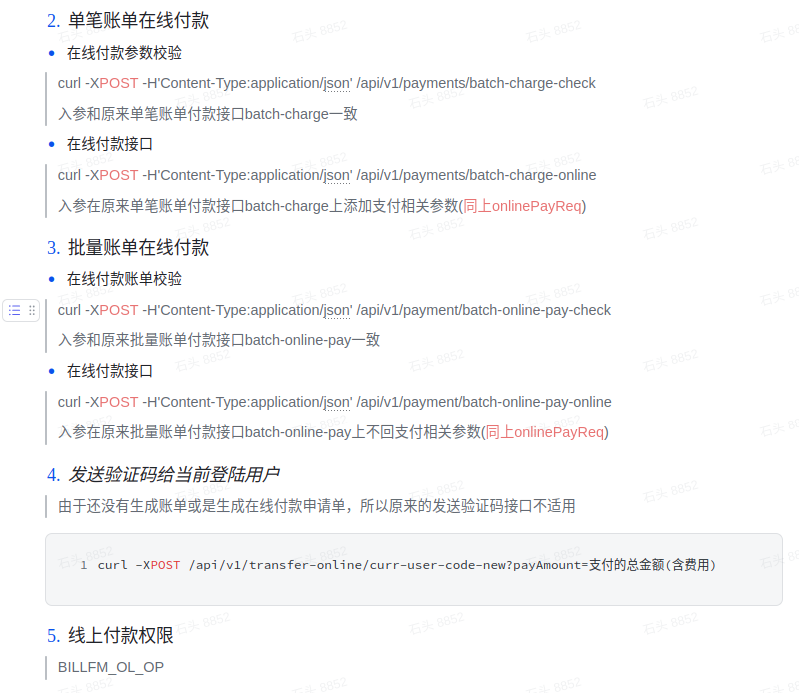 2. 单笔账单在线付款
• 在线付款参数校验
curl -XPOST -H'Content-Type:application/json' /api/v1/payments/batch-charge-check
入参和原来单笔账单付款接口batch-charge一致
• 在线付款接口
curl -XPOST -H'Content-Type:application/json' /api/v1/payments/batch-charge-online
入参在原来单笔账单付款接口batch-charge上添加支付相关参数(同上onlinePayReq)
3. 批量账单在线付款
• 在线付款账单校验
curl -XPOST -H'Content-Type:application/json' /api/v1/payment/batch-online-pay-check
入参和原来批量账单付款接口batch-online-pay一致
• 在线付款接口
curl -XPOST -H'Content-Type:application/json' /api/v1/payment/batch-online-pay-online
入参在原来批量账单付款接口batch-online-pay上不回支付相关参数(同上onlinePayReq)
4. 发送验证码给当前登陆用户
由于还没有生成账单或是生成在线付款申请单，所以原来的发送验证码接口不适用
1 curl -XPOST /api/v1/transfer-online/curr-user-code-new?payAmount=支付的总金额(含费用)
5. 线上付款权限
BILLFM_OL_OP
石头 8852